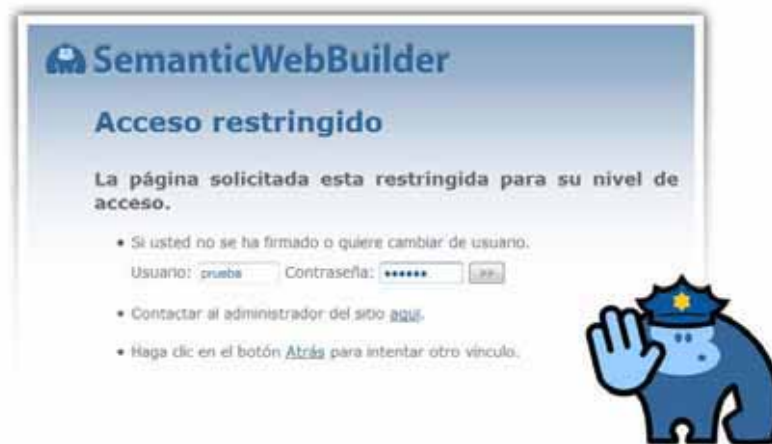 SemanticWebBuilder
Acceso restringido
La página solicitada esta restringida para su nivel de
acceso.
• Si usted no se ha firmado o quiere cambiar de usuario.
Usuario: prueba Contraseña: •••••• >>
• Contactar al administrador del sitio aquí.
• Haga clic en el botón Atrás para intentar otro vínculo.